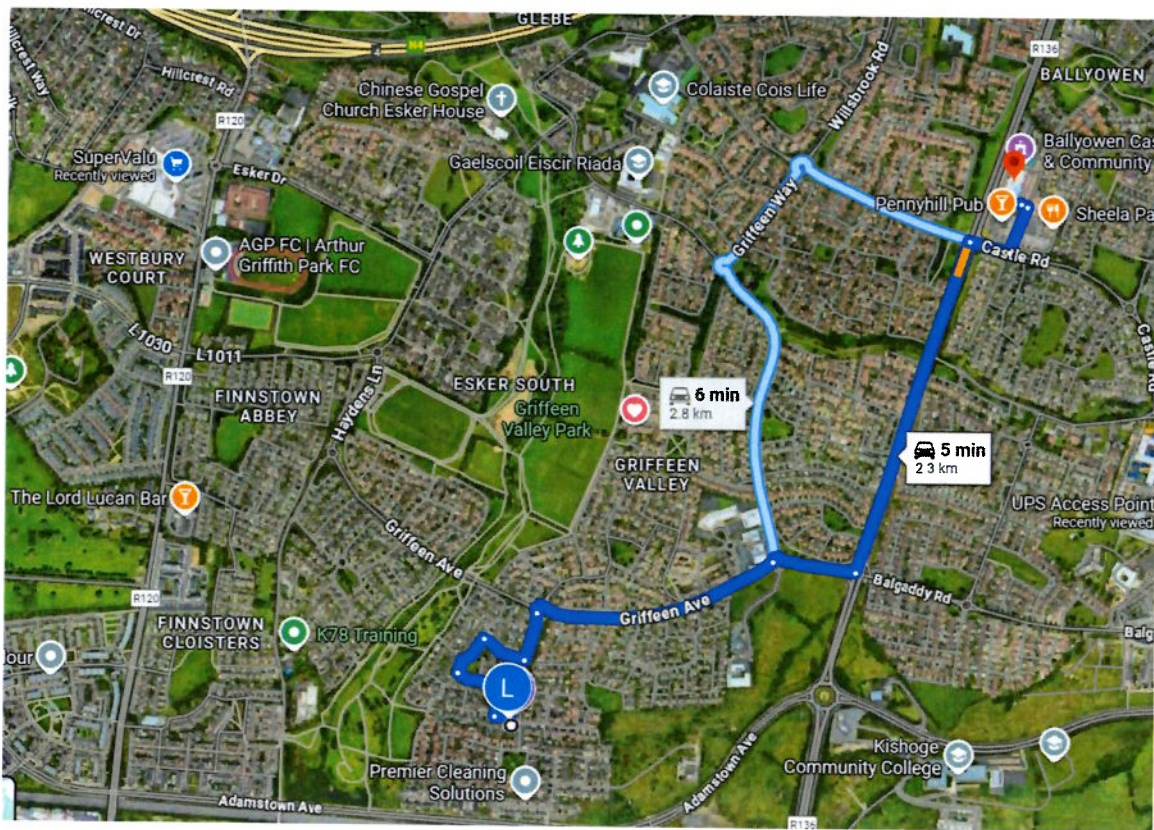 GLEBE
Hillcrest Dr
Hillcrest Way
4
N4
Hillcrest Rd
R120
Chinese Gospel
Church Esker House
Colaiste Cois Life
Willsbrook Rd
R136
BALLYOWEN
SuperValu
Recently viewed
Esker Dr
Gaelscoil Eiscir Riada
Ballyowen Cas
& Community
Griffeen Way
Pennyhill Pub
Sheela Pa
AGP FC | Arthur
Griffith Park FC
WESTBURY
COURT
Castle Rd
L1030
L1011
R120
Haydens Ln
Castle Rd
FINNSTOWN
ABBEY
ESKER SOUTH
Griffeen
Valley Park
6 min
2.8 km
5 min
2.3 km
GRIFFEEN
VALLEY
The Lord Lucan Bar
UPS Access Point
Recently viewed
Griffeen Ave
Balgaddy Rd
R120
Griffeen Ave
FINNSTOWN
CLOISTERS
K78 Training
Balg
our
L
Kishoge
Community College
Premier Cleaning
Solutions
Adamstown Ave
Adamstown Ave
R136